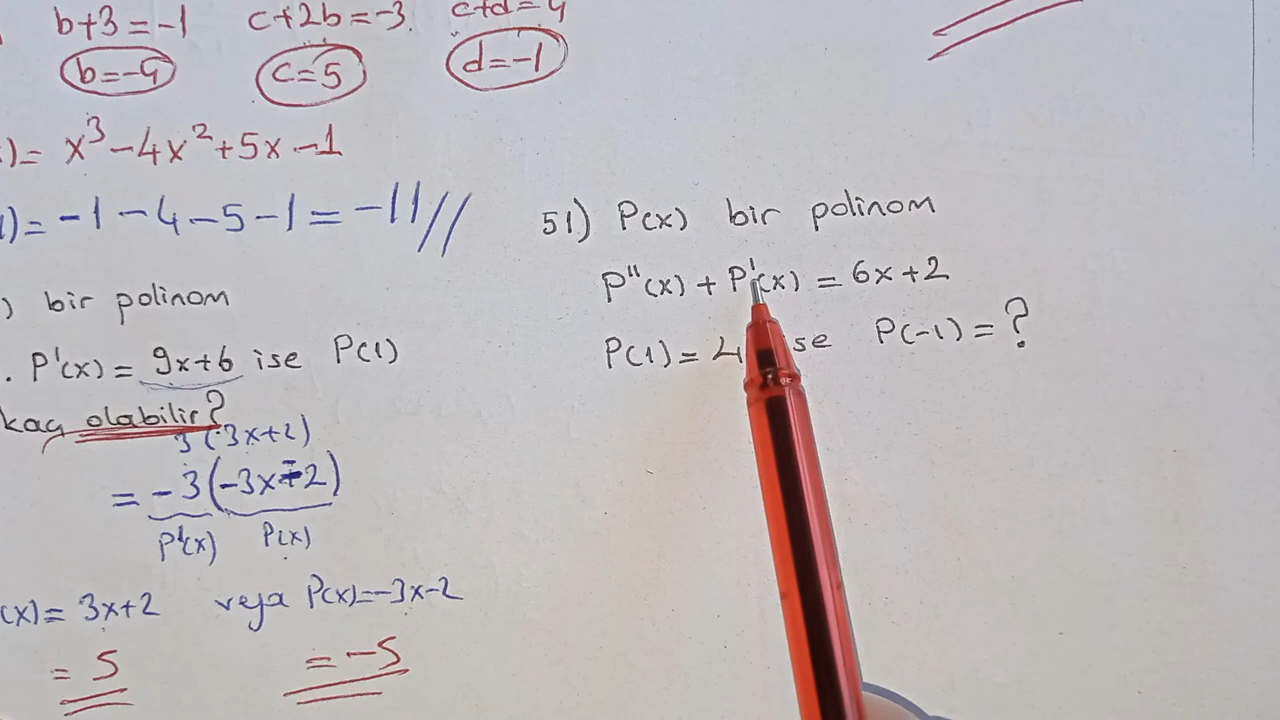 b+3=-1 c+2b=-3 c+d=4
b=-4 c=5 d=-1
)= x³-4x²+5x-1
)= -1-4-5-1=-11//
) bir polinom
. P'(x)= 9x+6 ise P(1)
kaç olabilir?
3(3x+2)
= -3(-3x-2)
P'(x) P(x)
(x)= 3x+2 veya P(x)=-3x-2
= 5 = -5
51) P(x) bir polinom
P''(x) + P'(x) = 6x+2
P(1)=4 se P(-1)=?